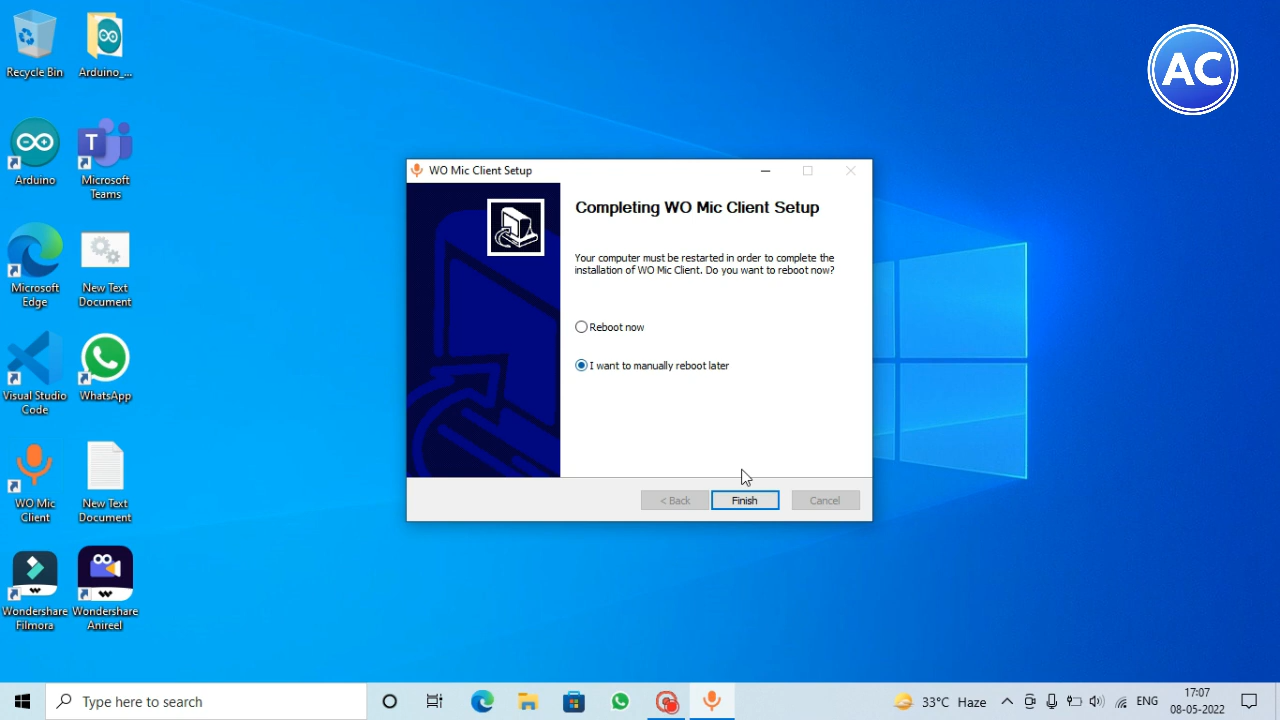 Recycle Bin
Arduino_...
Arduino
Microsoft
Teams
Microsoft
Edge
New Text
Document
Visual Studio
Code
WhatsApp
WO Mic
Client
New Text
Document
Wondershare
Filmora
Wondershare
Anireel
AC
WO Mic Client Setup
Completing WO Mic Client Setup
Your computer must be restarted in order to complete the
installation of WO Mic Client. Do you want to reboot now?
Reboot now
I want to manually reboot later
< Back
Finish
Cancel
Type here to search
33°C Haze
ENG
17:07
08-05-2022